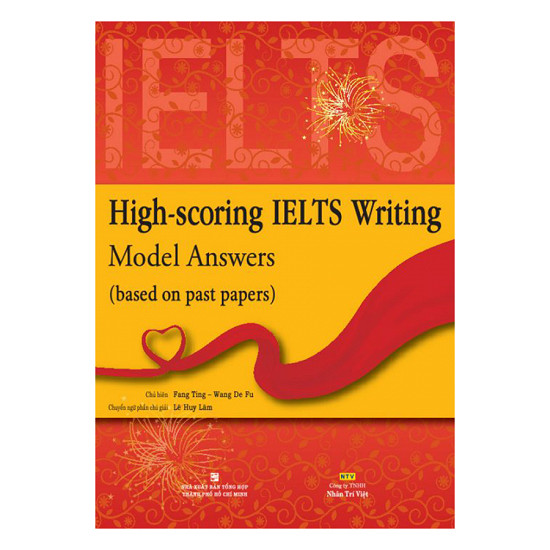 IELTS
High-scoring IELTS Writing
Model Answers
(based on past papers)
Chủ biên Fang Ting – Wang De Fu
Chuyển ngữ phần chú giải Lê Huy Lâm
NHÀ XUẤT BẢN TỔNG HỢP
THÀNH PHỐ HỒ CHÍ MINH
NTV
Công ty TNHH
Nhân Trí Việt